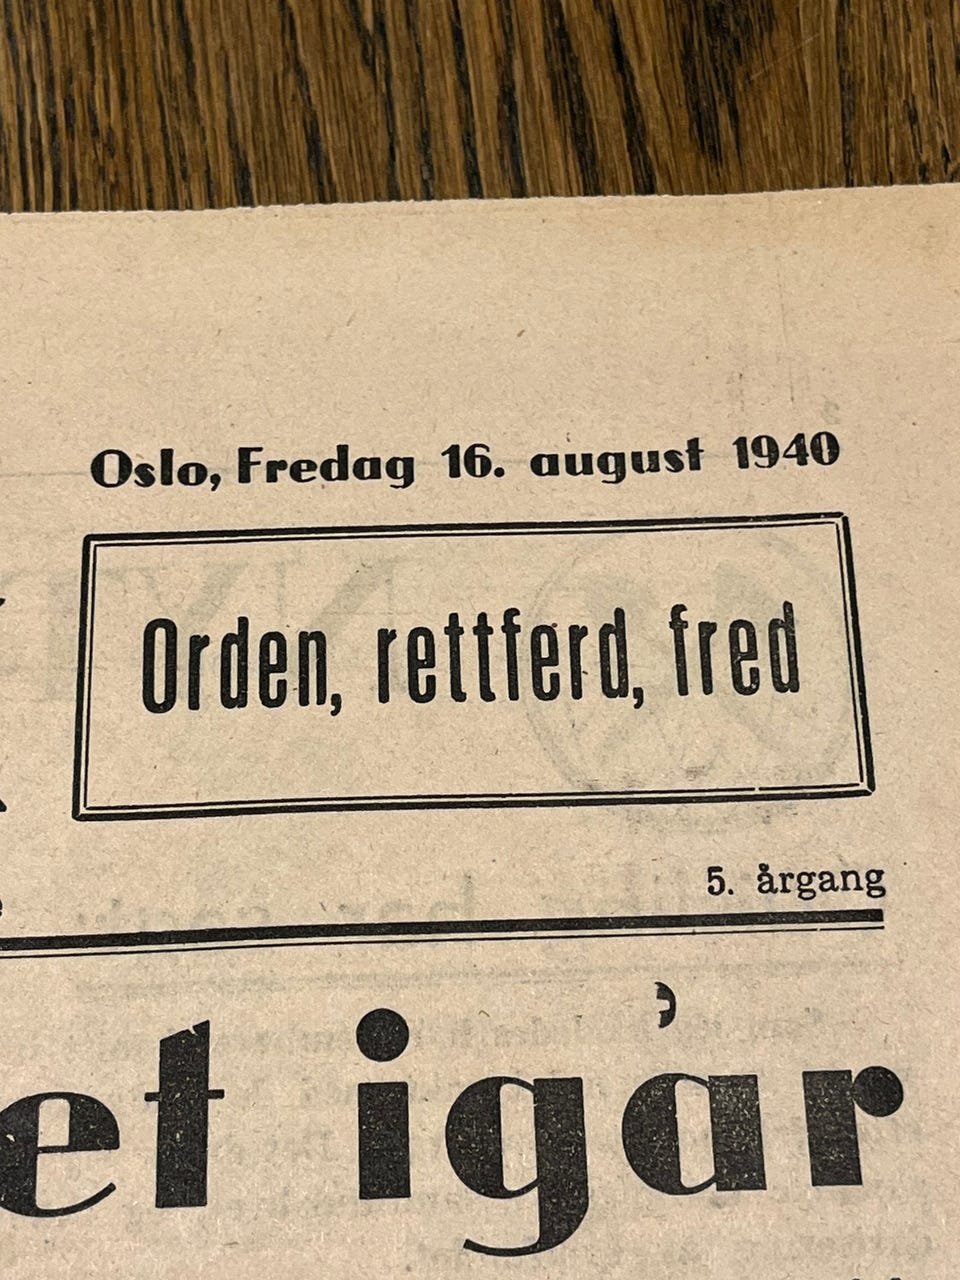 Oslo, Fredag 16. august 1940
Orden, rettferd, fred
5. årgang
et igår